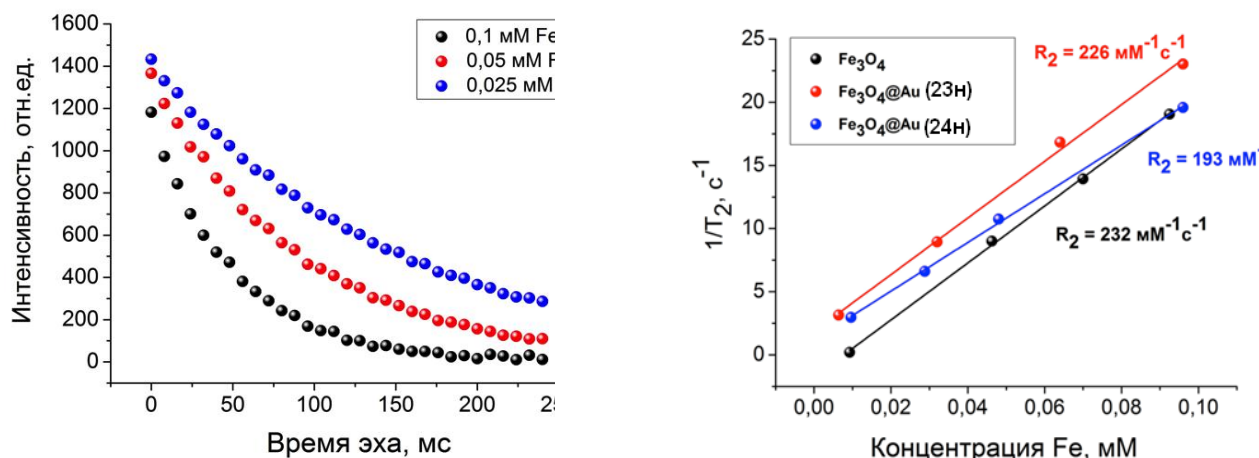 Интенсивность, отн.ед.
1600
1400
1200
1000
800
600
400
200
0
0,1 мМ Fe
0,05 мМ F
0,025 мМ
0
50
100
150
200
25
Время эха, мс
1/T2, с-1
25
20
15
10
5
0
Fe3O4
Fe3O4@Au (23н)
Fe3O4@Au (24н)
R2 = 226 мМ-1с-1
R2 = 193 мМ-
R2 = 232 мМ-1с-1
0,00
0,02
0,04
0,06
0,08
0,10
Концентрация Fe, мМ